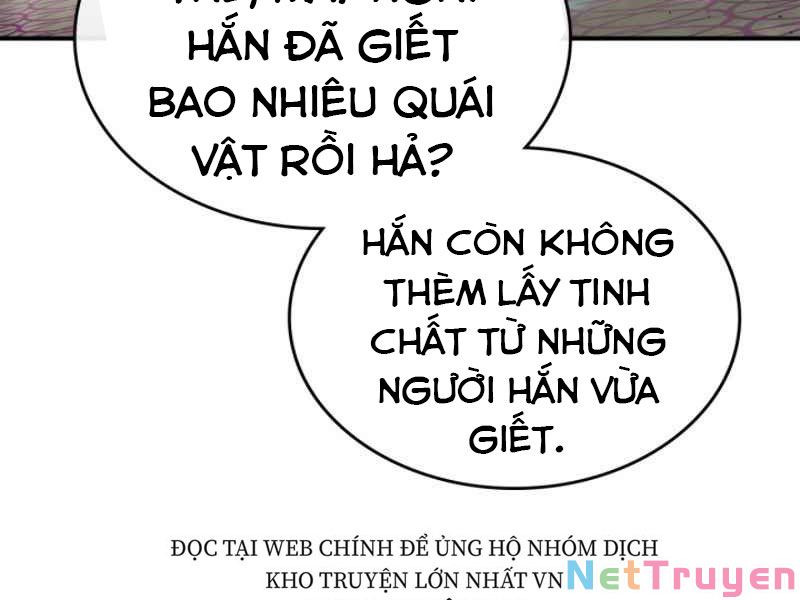 HẮN ĐÃ GIẾT
BAO NHIÊU QUÁI
VẬT RỒI HẢ?
HẮN CÒN KHÔNG
THÈM LẤY TINH
CHẤT TỪ NHỮNG
NGƯỜI HẮN VỪA
GIẾT.
ĐỌC TẠI WEB CHÍNH ĐỂ ỦNG HỘ NHÓM DỊCH
KHO TRUYỆN LỚN NHẤT VN
NetTruyen